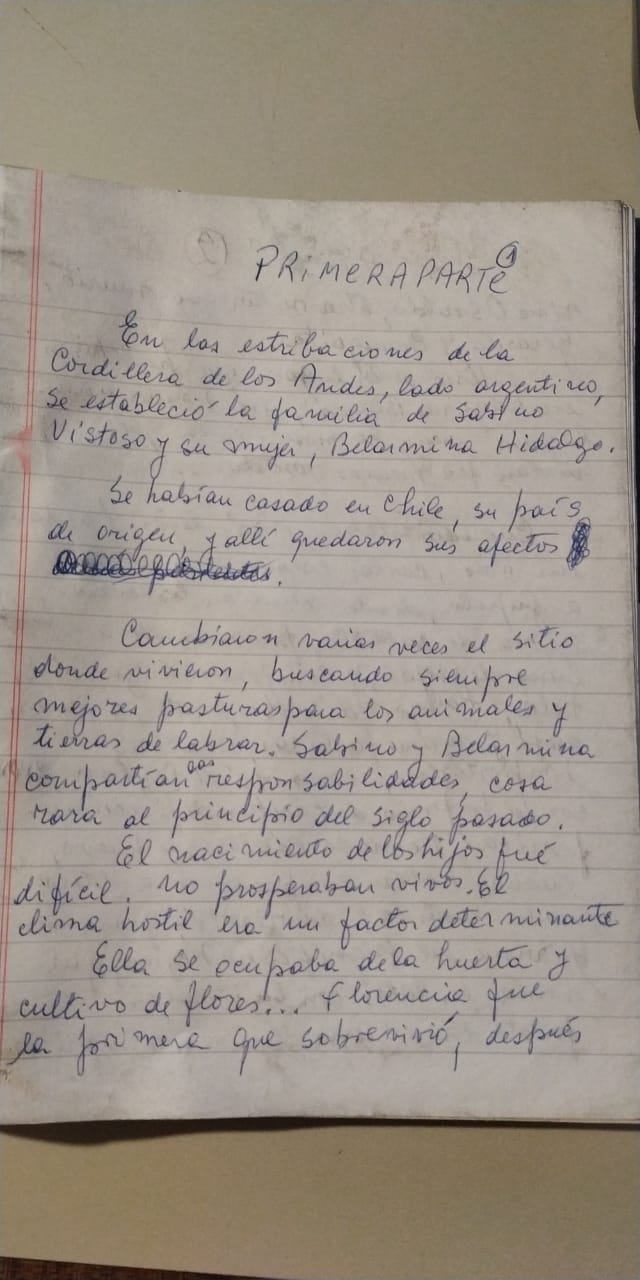 PRIMERA PARTE 1
En las estribaciones de la
Cordillera de los Andes, lado argentino,
se estableció la familia de Sabino
Vistoso y su mujer, Belarmina Hidalgo.
Se habían casado en Chile, su país
de origen, y allí quedaron sus afectos
.
Cambiaron varias veces el sitio
donde vivieron, buscando siempre
mejores pasturas para los animales y
tierras de labrar. Sabino y Belarmina
compartían las responsabilidades, cosa
rara al principio del siglo pasado.
El nacimiento de los hijos fué
difícil. No prosperaban vivos. El
clima hostil era un factor determinante
Ella se ocupaba de la huerta y
cultivo de flores... Florencia, fue
la primera que sobrevivió, después